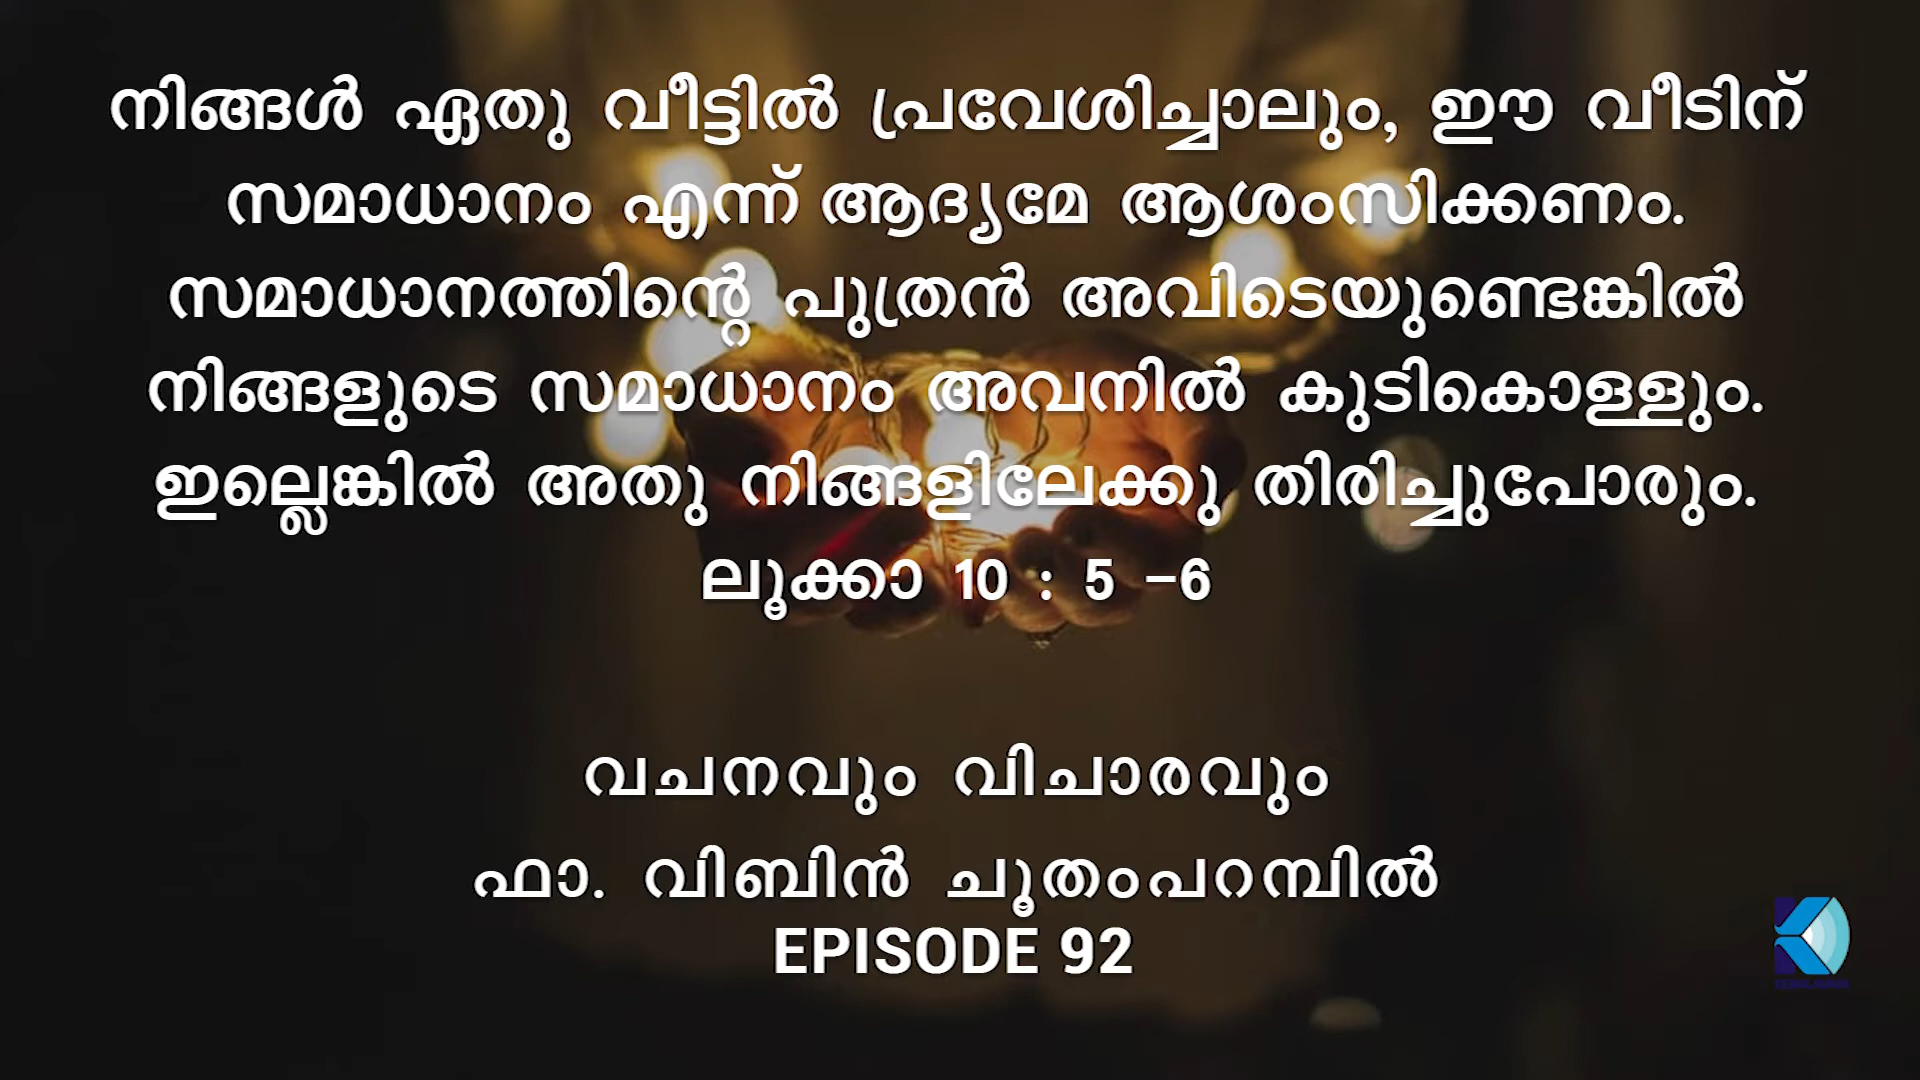 നിങ്ങൾ ഏതു വീട്ടിൽ പ്രവേശിച്ചാലും, ഈ വീടിന്
സമാധാനം എന്ന് ആദ്യമേ ആശംസിക്കണം.
സമാധാനത്തിന്റെ പുത്രൻ അവിടെയുണ്ടെങ്കിൽ
നിങ്ങളുടെ സമാധാനം അവനിൽ കുടികൊള്ളും.
ഇല്ലെങ്കിൽ അതു നിങ്ങളിലേക്കു തിരിച്ചുപോരും.
ലൂക്കാ 10 : 5 -6
വചനവും വിചാരവും
ഫാ. വിബിൻ ചൂതംപറമ്പിൽ
EPISODE 92